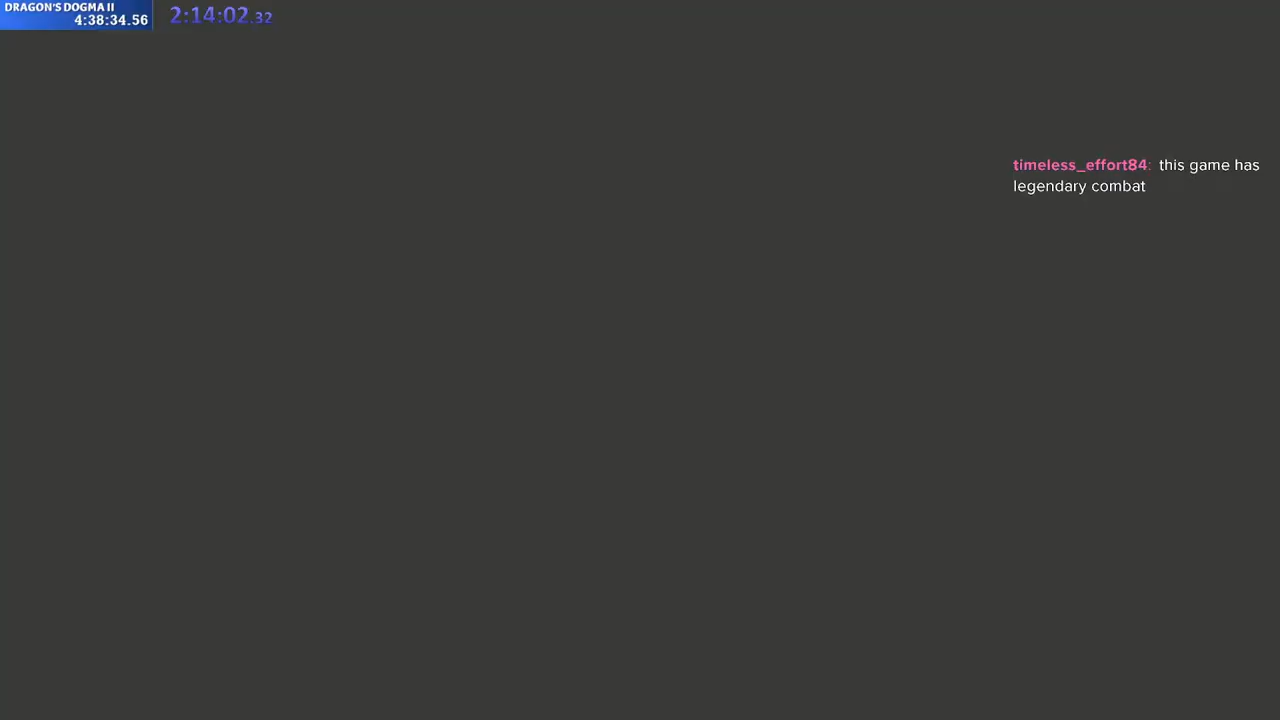 DRAGON'S DOGMA II
4:38:34.56
2:14:02.32
timeless_effort84: this game has
legendary combat